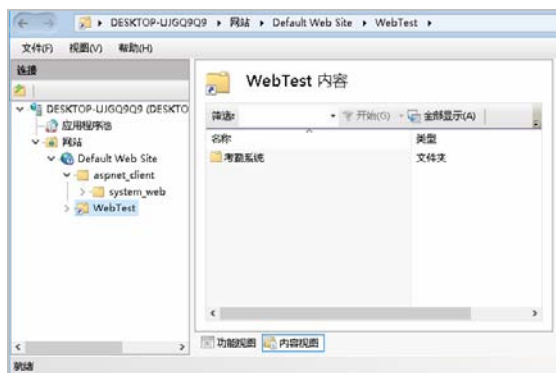 DESKTOP-UJGQ9Q9 ▸ 网站 ▸ Default Web Site ▸ WebTest ▸
文件(F) 视图(V) 帮助(H)
连接
WebTest 内容
筛选: 开始(G) 全部显示(A)
名称 类型
考勤系统 文件夹
DESKTOP-UJGQ9Q9 (DESKTO
应用程序池
网站
Default Web Site
aspnet_client
system_web
WebTest
功能视图 内容视图
就绪